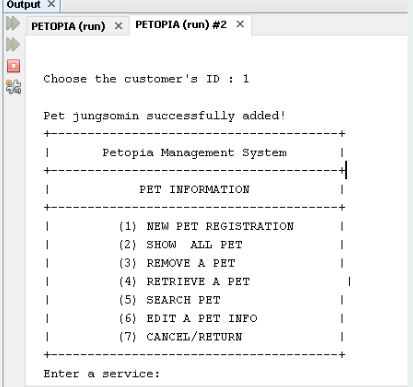 Output ×
PETOPIA (run) × PETOPIA (run) #2 ×
Choose the customer's ID : 1
Pet jungsomin successfully added!
+---------------------------------------+
| Petopia Management System |
+---------------------------------------+
| PET INFORMATION |
+---------------------------------------+
| (1) NEW PET REGISTRATION |
| (2) SHOW  ALL PET |
| (3) REMOVE A PET |
| (4) RETRIEVE A PET |
| (5) SEARCH PET |
| (6) EDIT A PET INFO |
| (7) CANCEL/RETURN |
+---------------------------------------+
Enter a service: